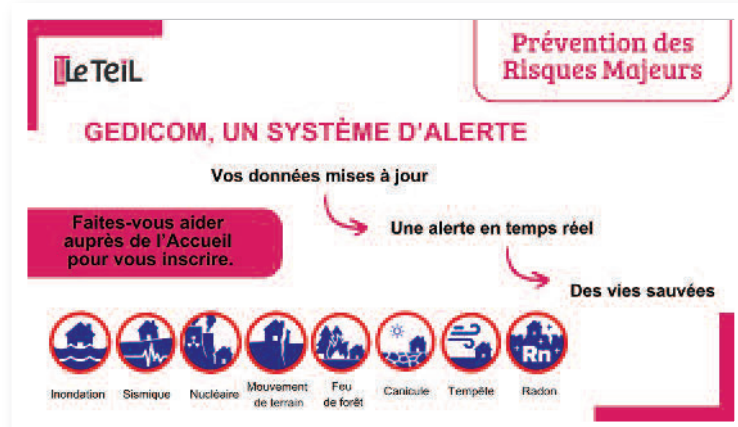 Le Teil
Prévention des
Risques Majeurs
GEDICOM, UN SYSTÈME D'ALERTE
Vos données mises à jour
Faites-vous aider
auprès de l'Accueil
pour vous inscrire.
Une alerte en temps réel
Des vies sauvées
Rn
Inondation
Sismique
Nucléaire
Mouvement
de terrain
Feu
de forêt
Canicule
Tempête
Radon